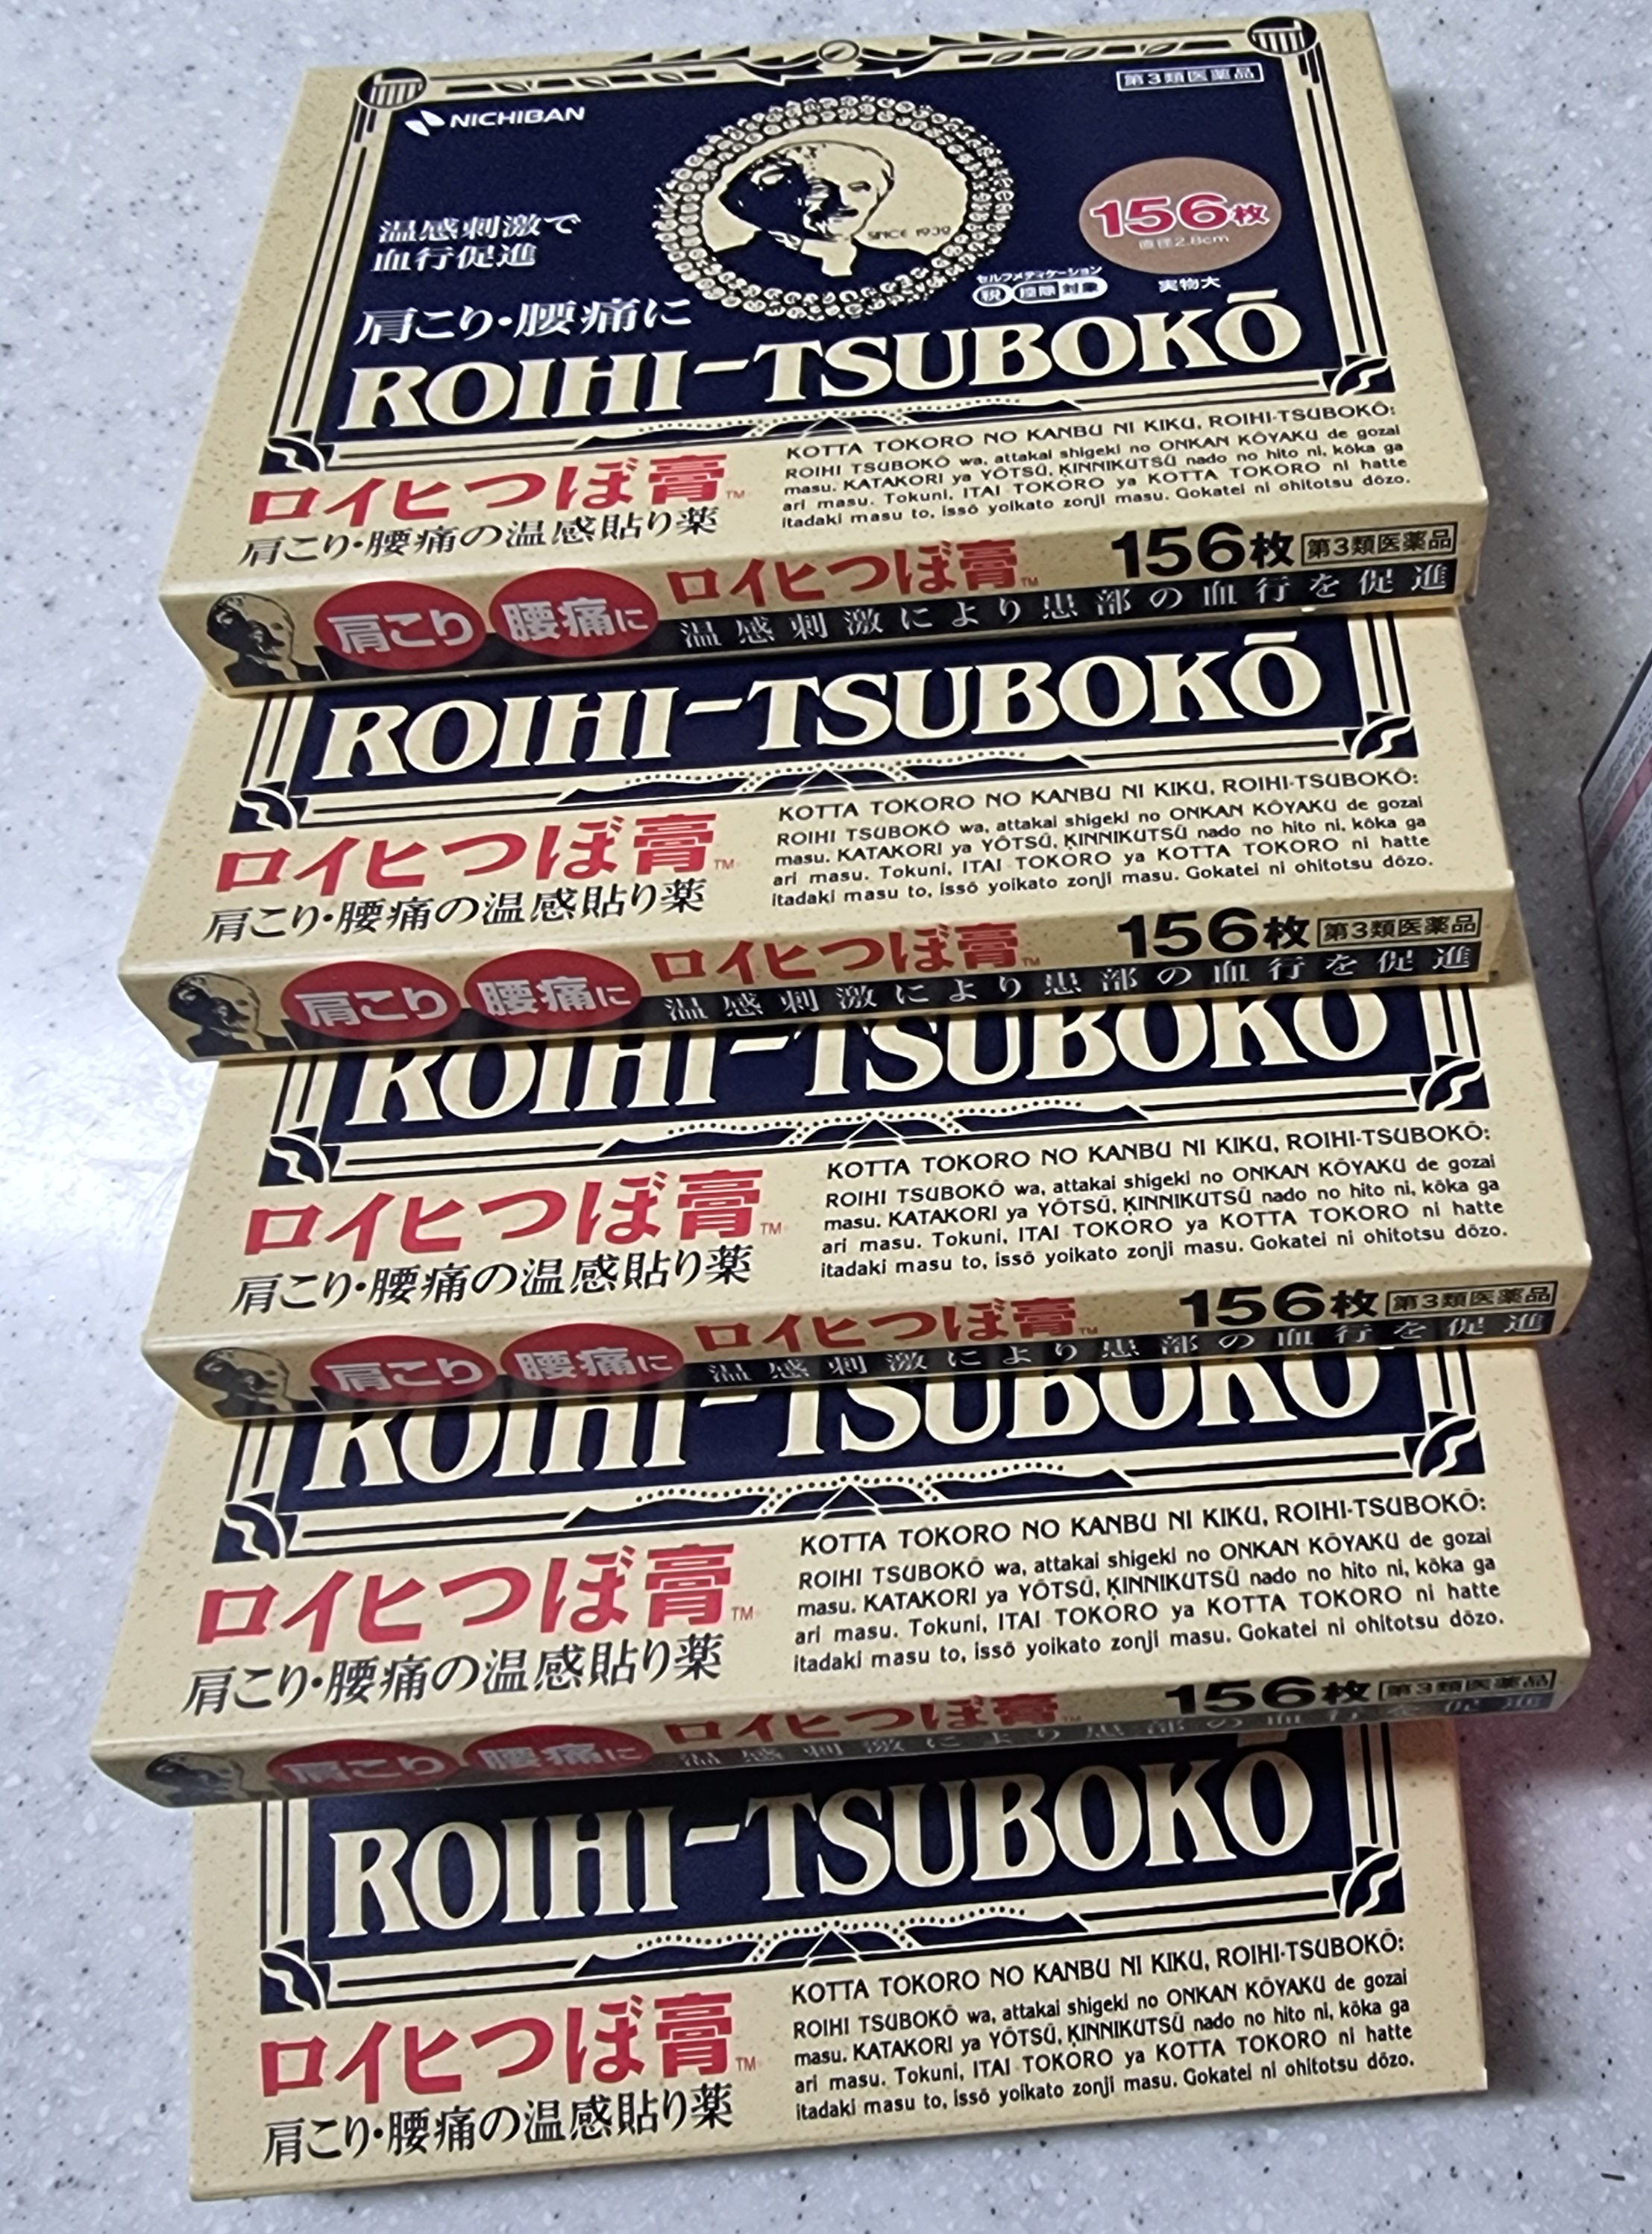 NICHIBAN
第3類医薬品
温感刺激で
血行促進
肩こり・腰痛に
SINCE 1939
156枚
直径2.8cm
実物大
セルフメディケーション
税 控除 対象
ROIHI-TSUBOKŌ
ロイヒつぼ膏™
肩こり・腰痛の温感貼り薬
KOTTA TOKORO NO KANBU NI KIKU, ROIHI-TSUBOKŌ:
ROIHI TSUBOKŌ wa, attakai shigeki no ONKAN KŌYAKU de gozai
masu. KATAKORI ya YŌTSŪ, KINNIKUTSŪ nado no hito ni, kōka ga
ari masu. Tokuni, ITAI TOKORO ya KOTTA TOKORO ni hatte
itadaki masu to, issō yoikato zonji masu. Gokatei ni ohitotsu dōzo.
肩こり 腰痛に ロイヒつぼ膏™ 156枚 第3類医薬品
温感刺激により患部の血行を促進
ROIHI-TSUBOKŌ
ロイヒつぼ膏™
肩こり・腰痛の温感貼り薬
KOTTA TOKORO NO KANBU NI KIKU, ROIHI-TSUBOKŌ:
ROIHI TSUBOKŌ wa, attakai shigeki no ONKAN KŌYAKU de gozai
masu. KATAKORI ya YŌTSŪ, KINNIKUTSŪ nado no hito ni, kōka ga
ari masu. Tokuni, ITAI TOKORO ya KOTTA TOKORO ni hatte
itadaki masu to, issō yoikato zonji masu. Gokatei ni ohitotsu dōzo.
肩こり 腰痛に ロイヒつぼ膏™ 156枚 第3類医薬品
温感刺激により患部の血行を促進
ROIHI-TSUBOKO
ロイヒつぼ膏™
肩こり・腰痛の温感貼り薬
KOTTA TOKORO NO KANBU NI KIKU, ROIHI-TSUBOKŌ:
ROIHI TSUBOKŌ wa, attakai shigeki no ONKAN KŌYAKU de gozai
masu. KATAKORI ya YŌTSŪ, KINNIKUTSŪ nado no hito ni, kōka ga
ari masu. Tokuni, ITAI TOKORO ya KOTTA TOKORO ni hatte
itadaki masu to, issō yoikato zonji masu. Gokatei ni ohitotsu dōzo.
肩こり 腰痛に ロイヒつぼ膏™ 156枚 第3類医薬品
温感刺激により患部の血行を促進
ROIHI-TSUBOKO
ロイヒつぼ膏™
肩こり・腰痛の温感貼り薬
KOTTA TOKORO NO KANBU NI KIKU, ROIHI-TSUBOKŌ:
ROIHI TSUBOKŌ wa, attakai shigeki no ONKAN KŌYAKU de gozai
masu. KATAKORI ya YŌTSŪ, KINNIKUTSŪ nado no hito ni, kōka ga
ari masu. Tokuni, ITAI TOKORO ya KOTTA TOKORO ni hatte
itadaki masu to, issō yoikato zonji masu. Gokatei ni ohitotsu dōzo.
肩こり 腰痛に ロイヒつぼ膏™ 156枚 第3類医薬品
温感刺激により患部の血行を促進
ROIHI-TSUBOKŌ
ロイヒつぼ膏™
肩こり・腰痛の温感貼り薬
KOTTA TOKORO NO KANBU NI KIKU, ROIHI-TSUBOKŌ:
ROIHI TSUBOKŌ wa, attakai shigeki no ONKAN KŌYAKU de gozai
masu. KATAKORI ya YŌTSŪ, KINNIKUTSŪ nado no hito ni, kōka ga
ari masu. Tokuni, ITAI TOKORO ya KOTTA TOKORO ni hatte
itadaki masu to, issō yoikato zonji masu. Gokatei ni ohitotsu dōzo.